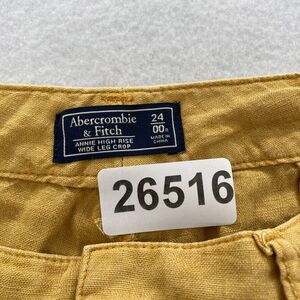 Abercrombie & Fitch
24
00R
ANNIE HIGH RISE
WIDE LEG CROP
MADE IN
CHINA
26516